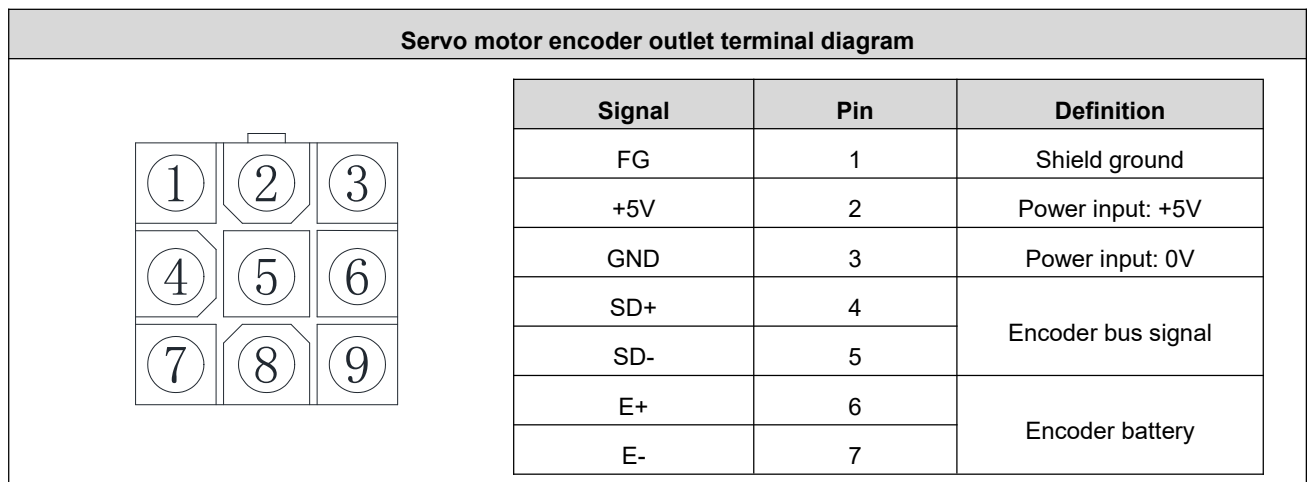 Servo motor encoder outlet terminal diagram
Signal Pin Definition
FG 1 Shield ground
+5V 2 Power input: +5V
GND 3 Power input: 0V
SD+ 4 Encoder bus signal
SD- 5
E+ 6 Encoder battery
E- 7
① ② ③
④ ⑤ ⑥
⑦ ⑧ ⑨